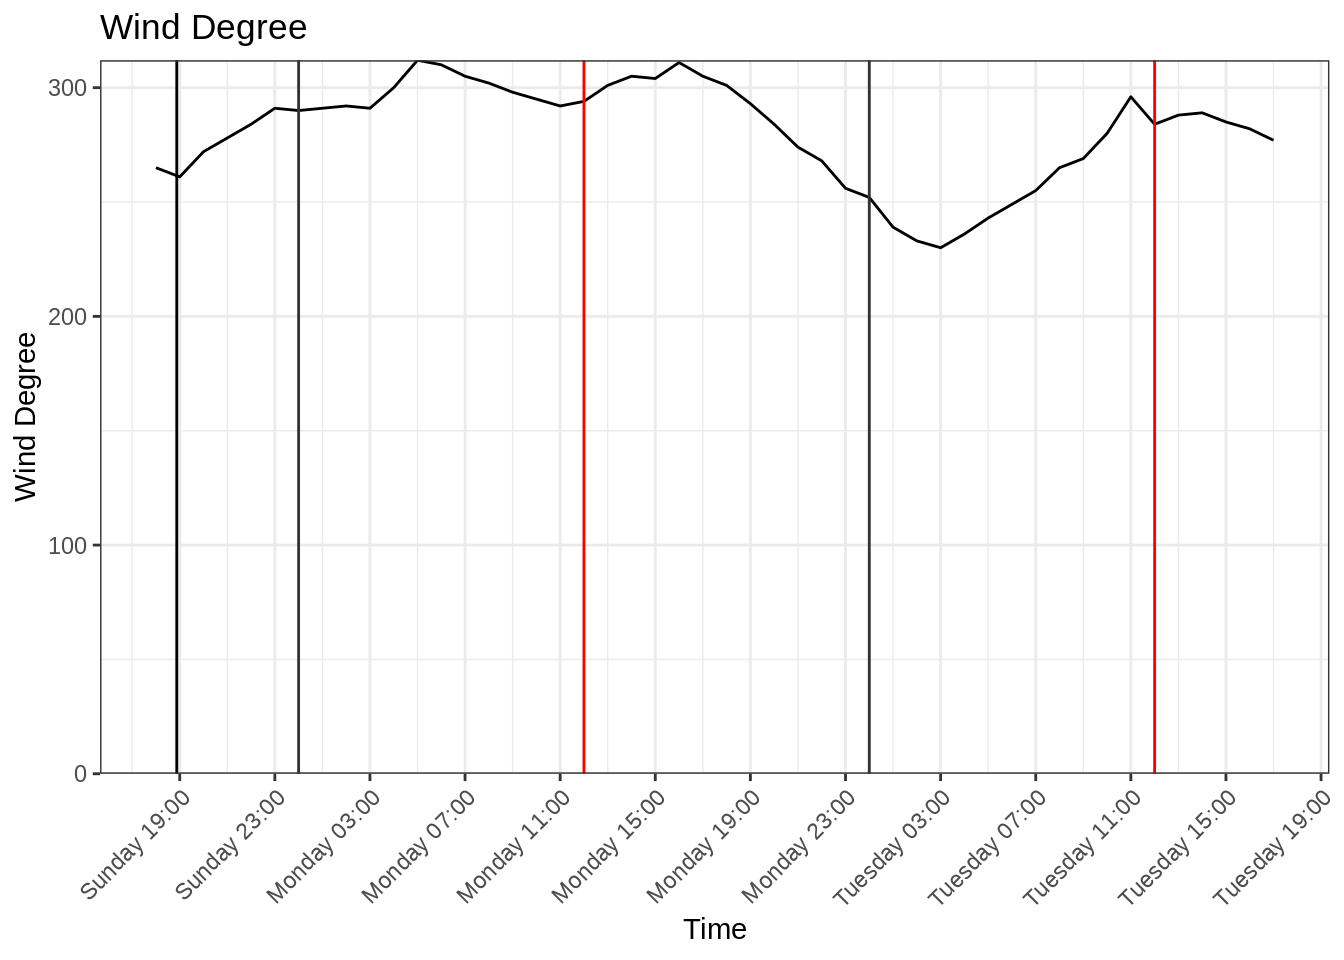 Wind Degree
Wind Degree
300
200
100
0
Sunday 19:00
Sunday 23:00
Monday 03:00
Monday 07:00
Monday 11:00
Monday 15:00
Monday 19:00
Monday 23:00
Tuesday 03:00
Tuesday 07:00
Tuesday 11:00
Tuesday 15:00
Tuesday 19:00
Time